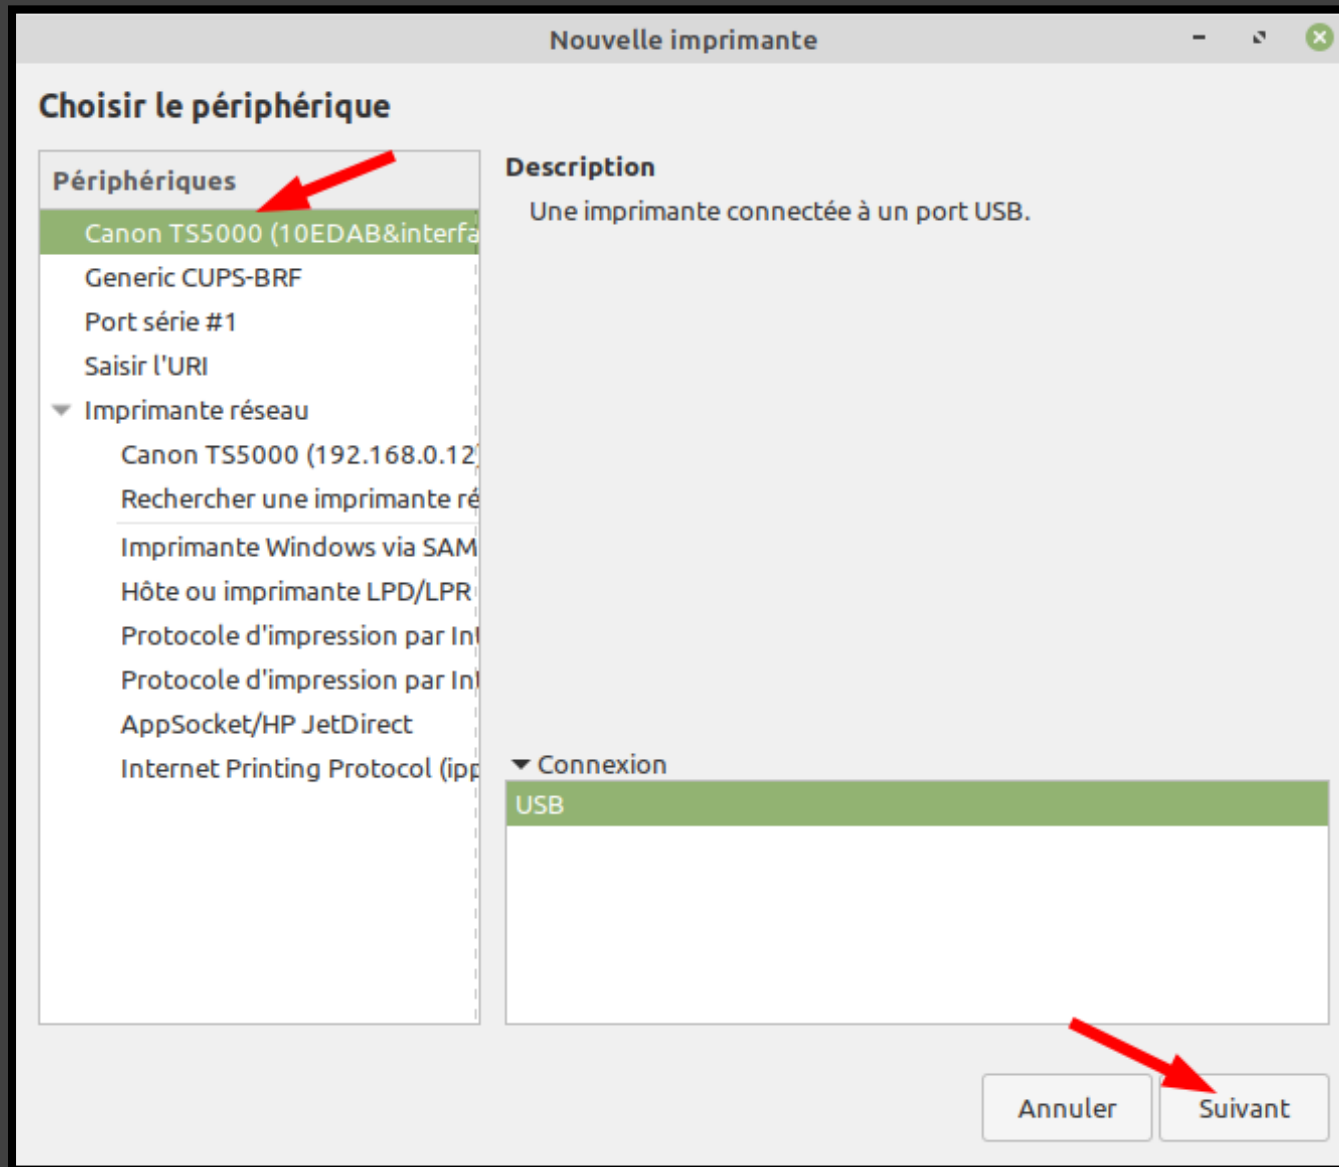 Nouvelle imprimante
Choisir le périphérique
Périphériques
Canon TS5000 (10EDAB&interfa
Generic CUPS-BRF
Port série #1
Saisir l'URI
Imprimante réseau
Canon TS5000 (192.168.0.12)
Rechercher une imprimante ré
Imprimante Windows via SAM
Hôte ou imprimante LPD/LPR
Protocole d'impression par Int
Protocole d'impression par Int
AppSocket/HP JetDirect
Internet Printing Protocol (ipp
Description
Une imprimante connectée à un port USB.
Connexion
USB
Annuler
Suivant